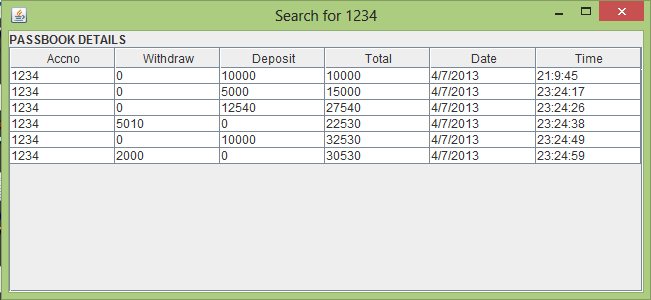 Search for 1234
PASSBOOK DETAILS
Accno Withdraw Deposit Total Date Time
1234 0 10000 10000 4/7/2013 21:9:45
1234 0 5000 15000 4/7/2013 23:24:17
1234 0 12540 27540 4/7/2013 23:24:26
1234 5010 0 22530 4/7/2013 23:24:38
1234 0 10000 32530 4/7/2013 23:24:49
1234 2000 0 30530 4/7/2013 23:24:59